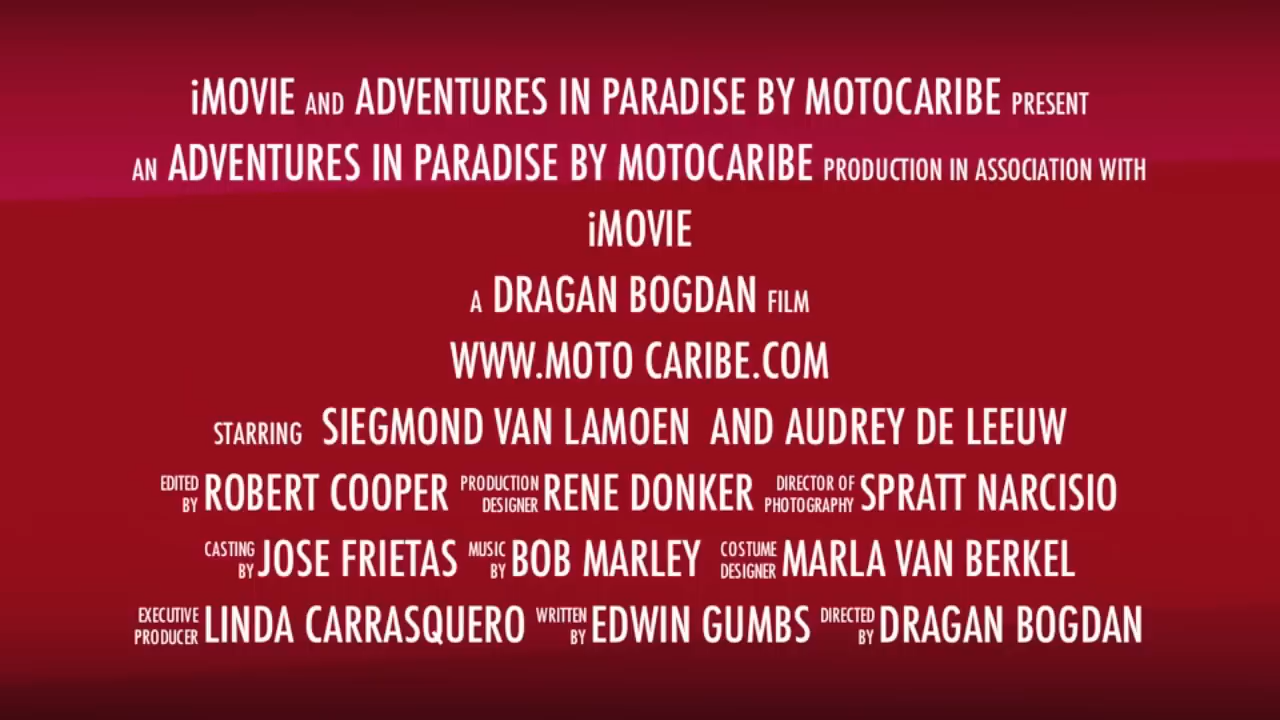 iMOVIE AND ADVENTURES IN PARADISE BY MOTOCARIBE PRESENT
AN ADVENTURES IN PARADISE BY MOTOCARIBE PRODUCTION IN ASSOCIATION WITH
iMOVIE
A DRAGAN BOGDAN FILM
WWW.MOTO CARIBE.COM
STARRING SIEGMOND VAN LAMOEN AND AUDREY DE LEEUW
EDITED BY ROBERT COOPER PRODUCTION DESIGNER RENE DONKER DIRECTOR OF PHOTOGRAPHY SPRATT NARCISIO
CASTING BY JOSE FRIETAS MUSIC BY BOB MARLEY COSTUME DESIGNER MARLA VAN BERKEL
EXECUTIVE PRODUCER LINDA CARRASQUERO WRITTEN BY EDWIN GUMBS DIRECTED BY DRAGAN BOGDAN